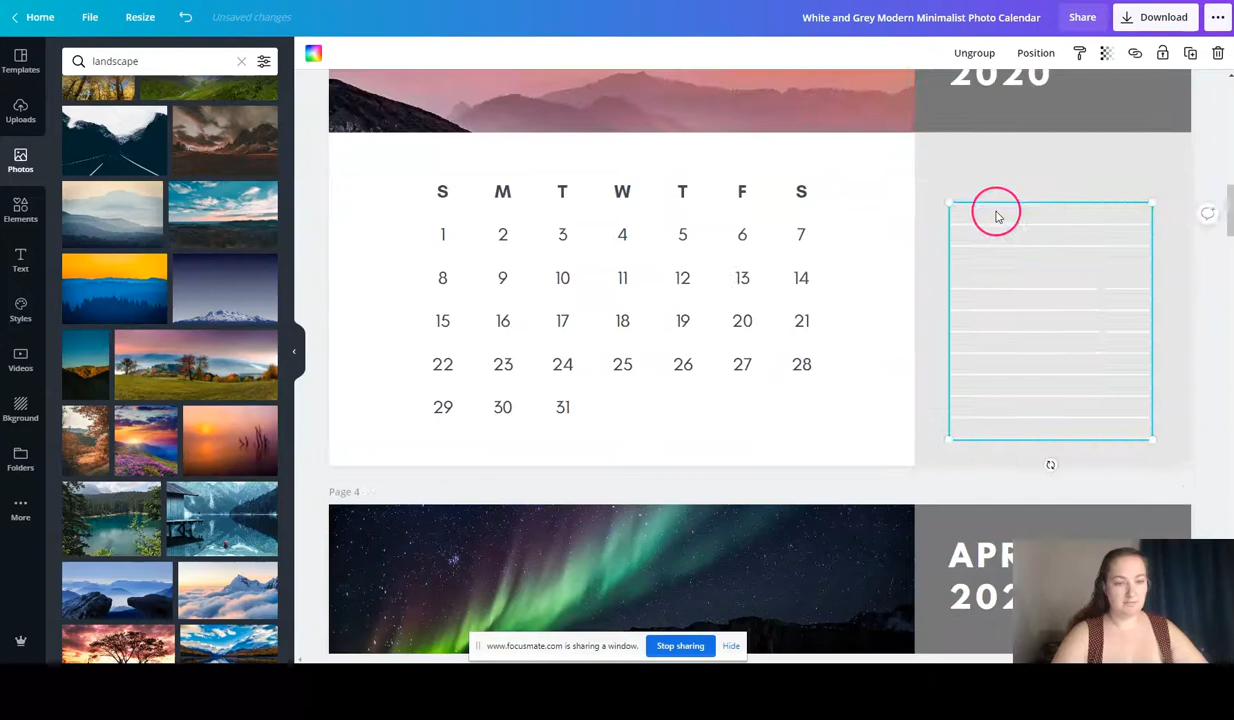 Home File Resize Unsaved changes White and Grey Modern Minimalist Photo Calendar Share Download
Templates
Uploads
Photos
Elements
Text
Styles
Videos
Bkground
Folders
More
landscape
Ungroup Position
2020
S M T W T F S
1 2 3 4 5 6 7
8 9 10 11 12 13 14
15 16 17 18 19 20 21
22 23 24 25 26 27 28
29 30 31
Page 4
APR
202
www.focusmate.com is sharing a window. Stop sharing Hide